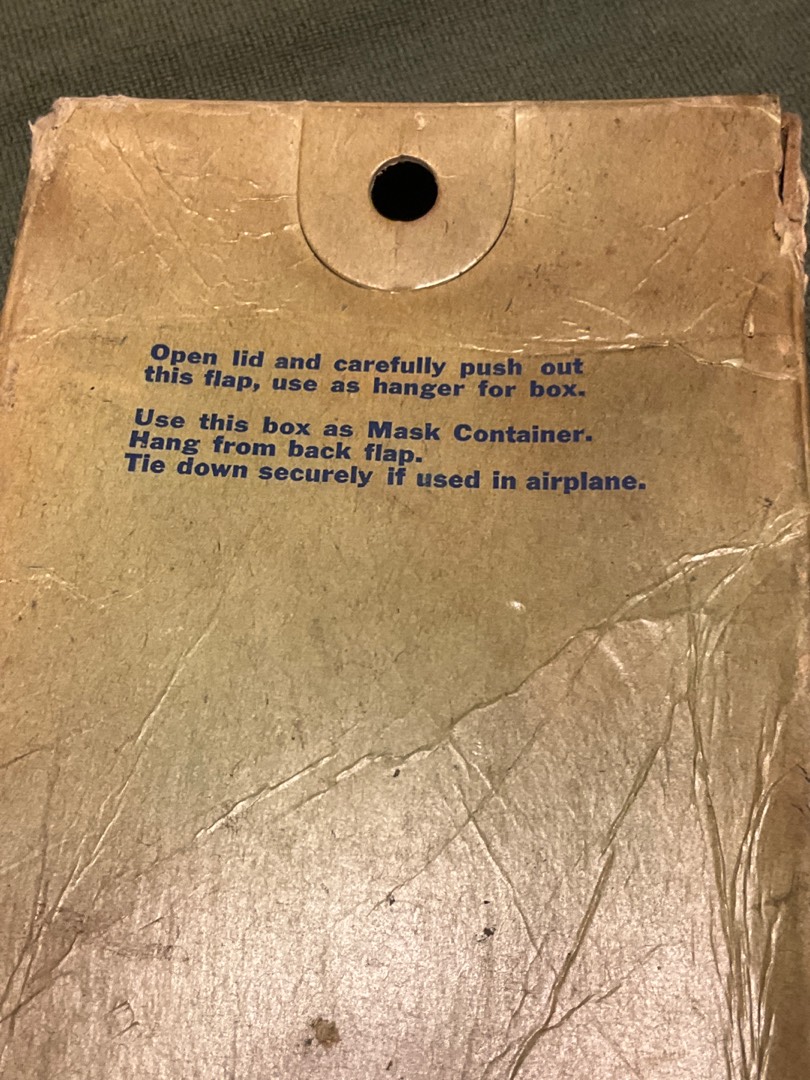 Open lid and carefully push out
this flap, use as hanger for box.
Use this box as Mask Container.
Hang from back flap.
Tie down securely if used in airplane.